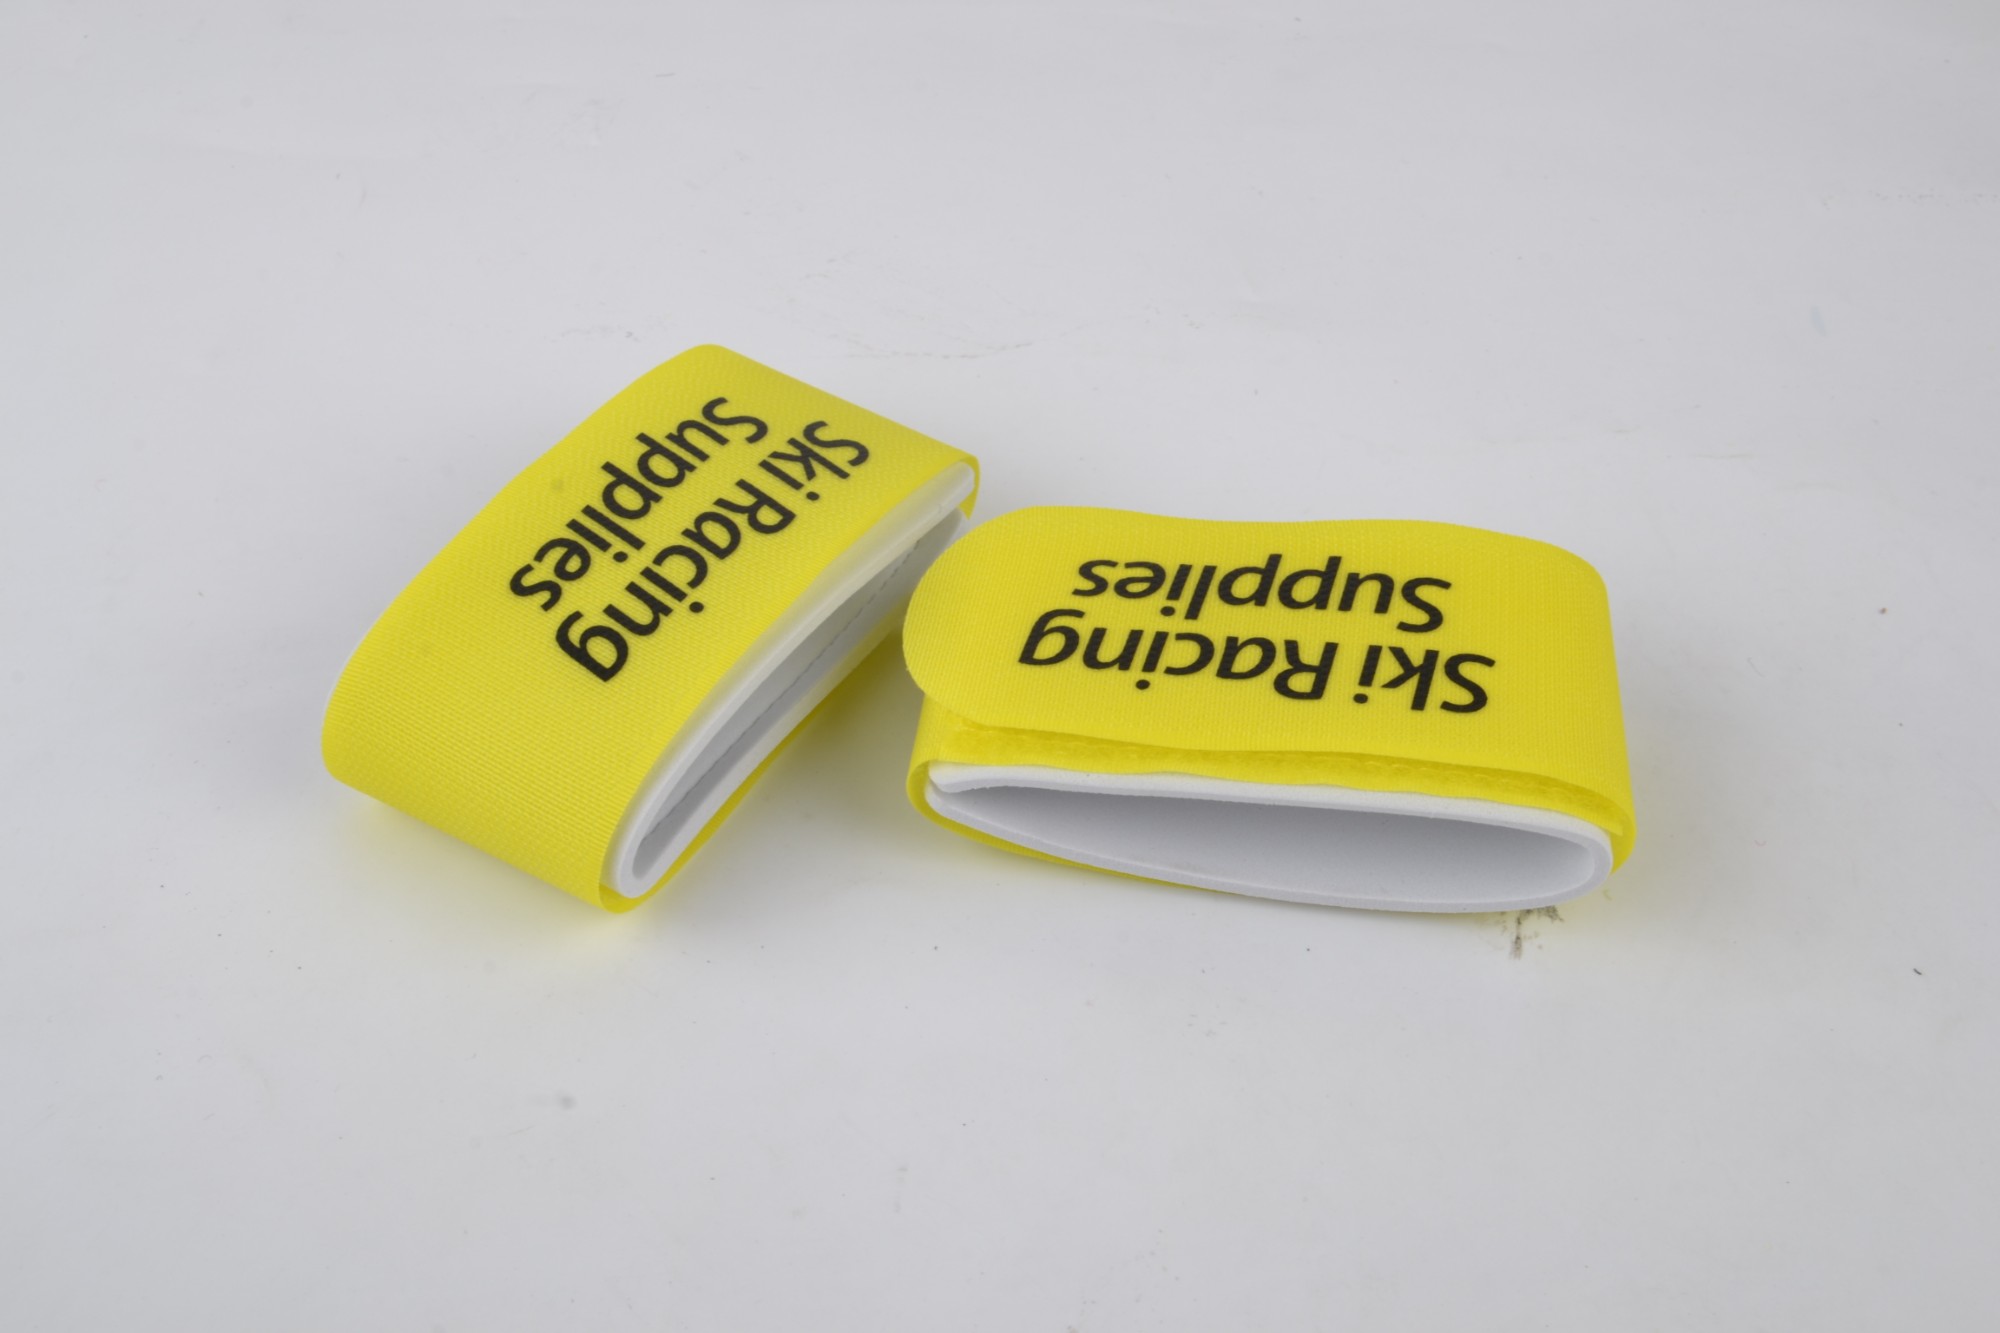 Ski Racing
Supplies
Ski Racing
Supplies